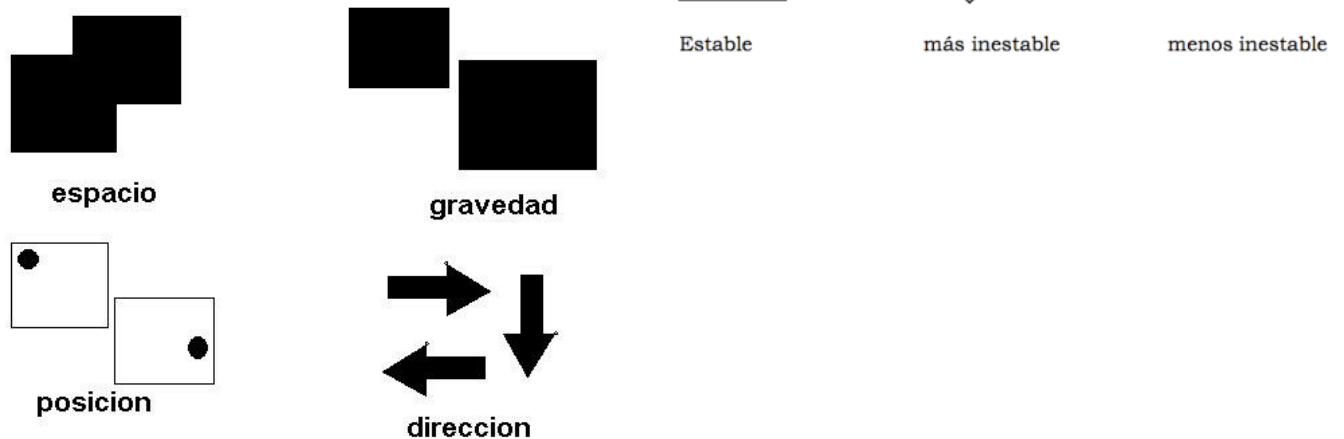 Estable más inestable menos inestable
espacio
gravedad
posicion
direccion